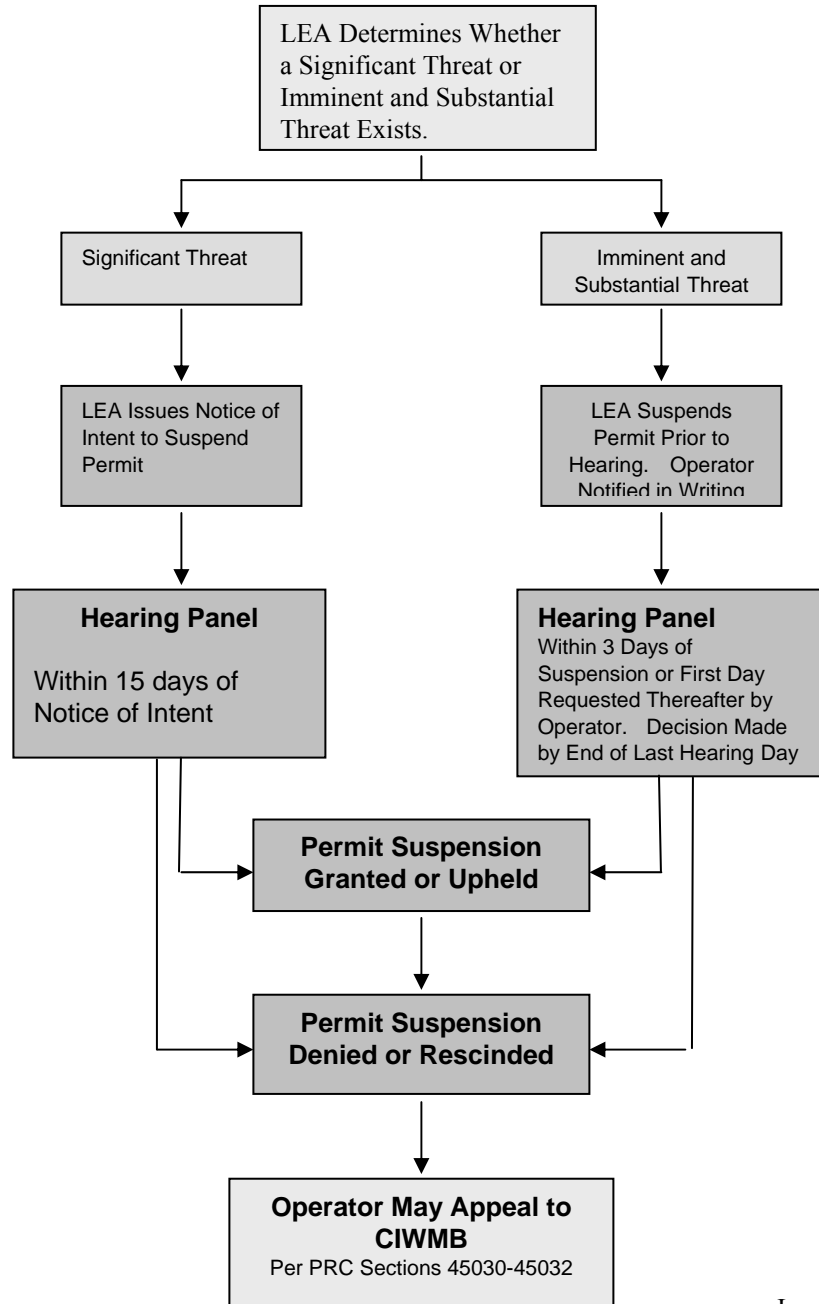 LEA Determines Whether
a Significant Threat or
Imminent and Substantial
Threat Exists.
Significant Threat
Imminent and
Substantial Threat
LEA Issues Notice of
Intent to Suspend
Permit
LEA Suspends
Permit Prior to
Hearing. Operator
Notified in Writing
Hearing Panel
Within 15 days of
Notice of Intent
Hearing Panel
Within 3 Days of
Suspension or First Day
Requested Thereafter by
Operator. Decision Made
by End of Last Hearing Day
Permit Suspension
Granted or Upheld
Permit Suspension
Denied or Rescinded
Operator May Appeal to
CIWMB
Per PRC Sections 45030-45032